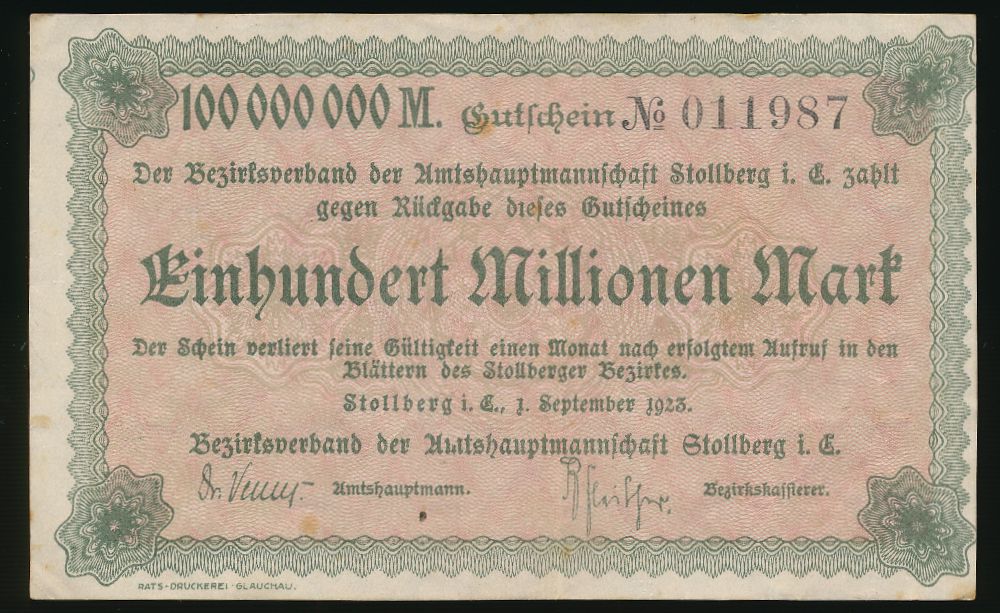 100 000 000 M. Gutschein № 011987
Der Bezirksverband der Amtshauptmannschaft Stollberg i. E. zahlt
gegen Rückgabe dieses Gutscheines
Einhundert Millionen Mark
Der Schein verliert seine Gültigkeit einen Monat nach erfolgtem Aufruf in den
Blättern des Stollberger Bezirkes.
Stollberg i. E., 1. September 1923.
Bezirksverband der Amtshauptmannschaft Stollberg i. E.
Dr. Amtshauptmann. Bezirkskassierer.
RATS-DRUCKEREI GLAUCHAU.